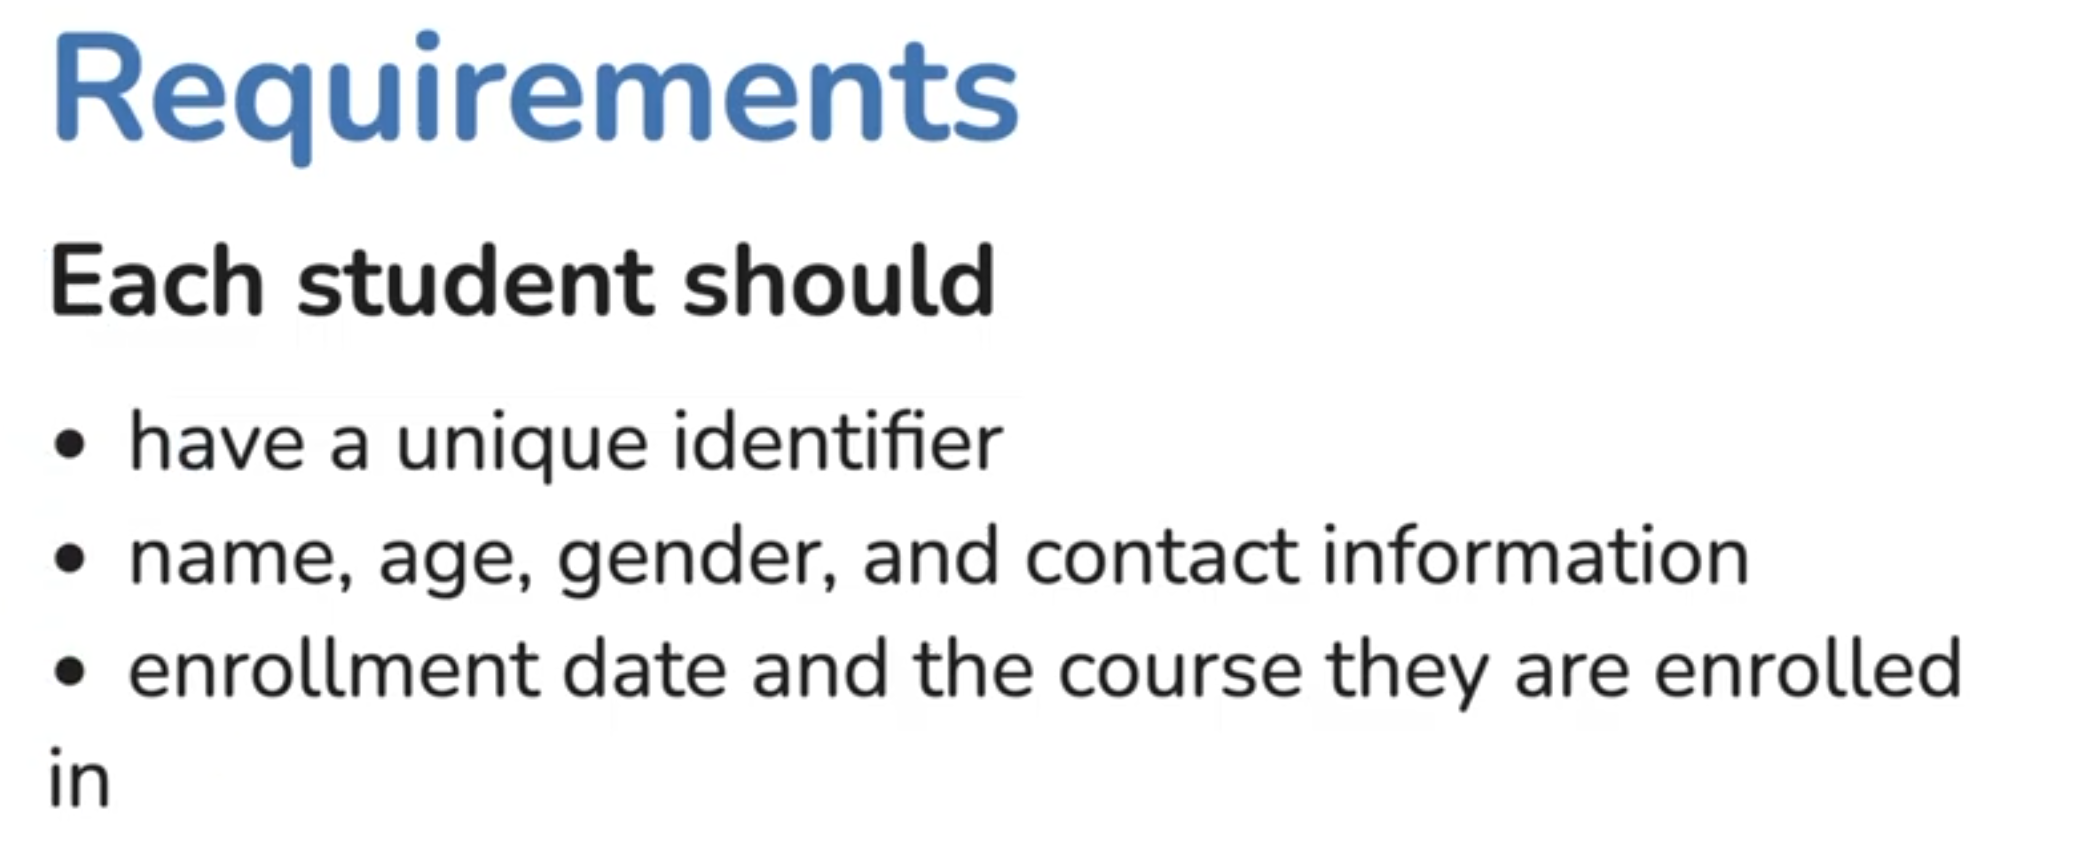 Requirements
Each student should
• have a unique identifier
• name, age, gender, and contact information
• enrollment date and the course they are enrolled
in